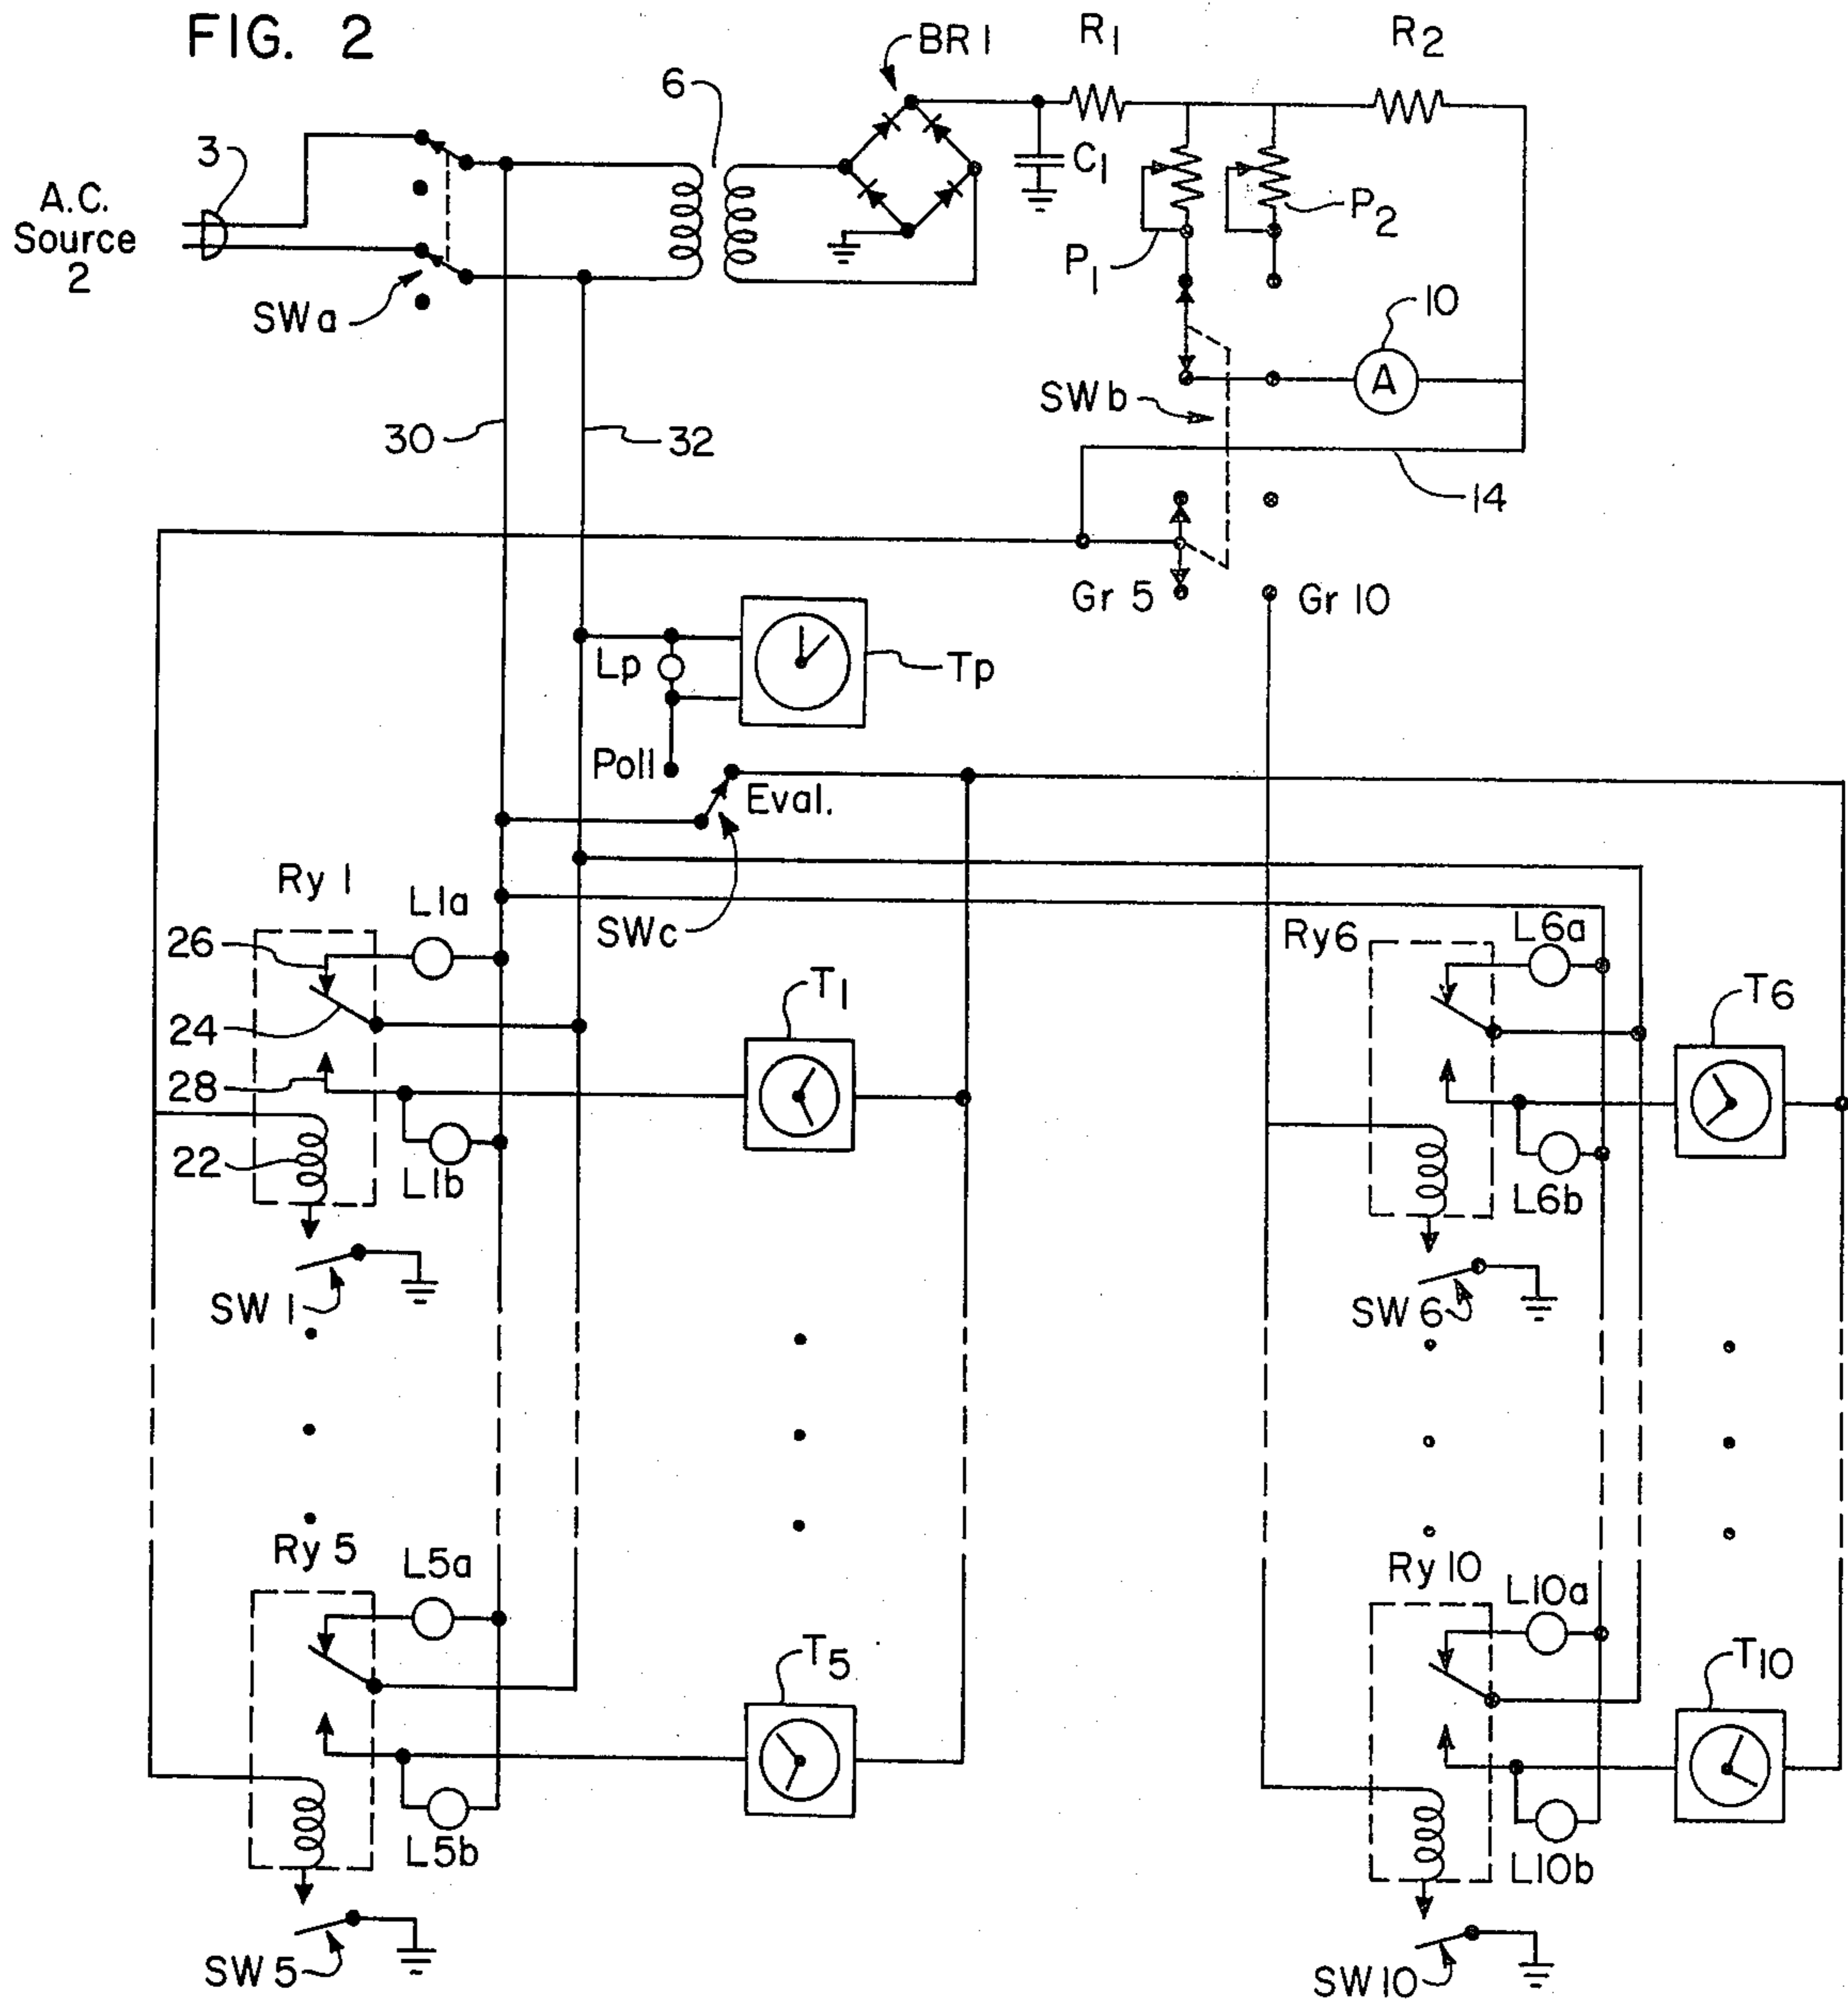 FIG. 2
BR1
R1
R2
6
3
A.C.
Source
2
C1
P2
P1
SWa
10
A
SWb
30
32
14
Gr 5
Gr 10
Lp
Tp
Poll
Eval.
Ry 1
L1a
SWc
Ry6
L6a
26
T1
T6
24
28
22
L1b
L6b
SW 1
SW 6
Ry 5
L5a
Ry 10
L10a
T5
T10
L5b
L10b
SW 5
SW 10